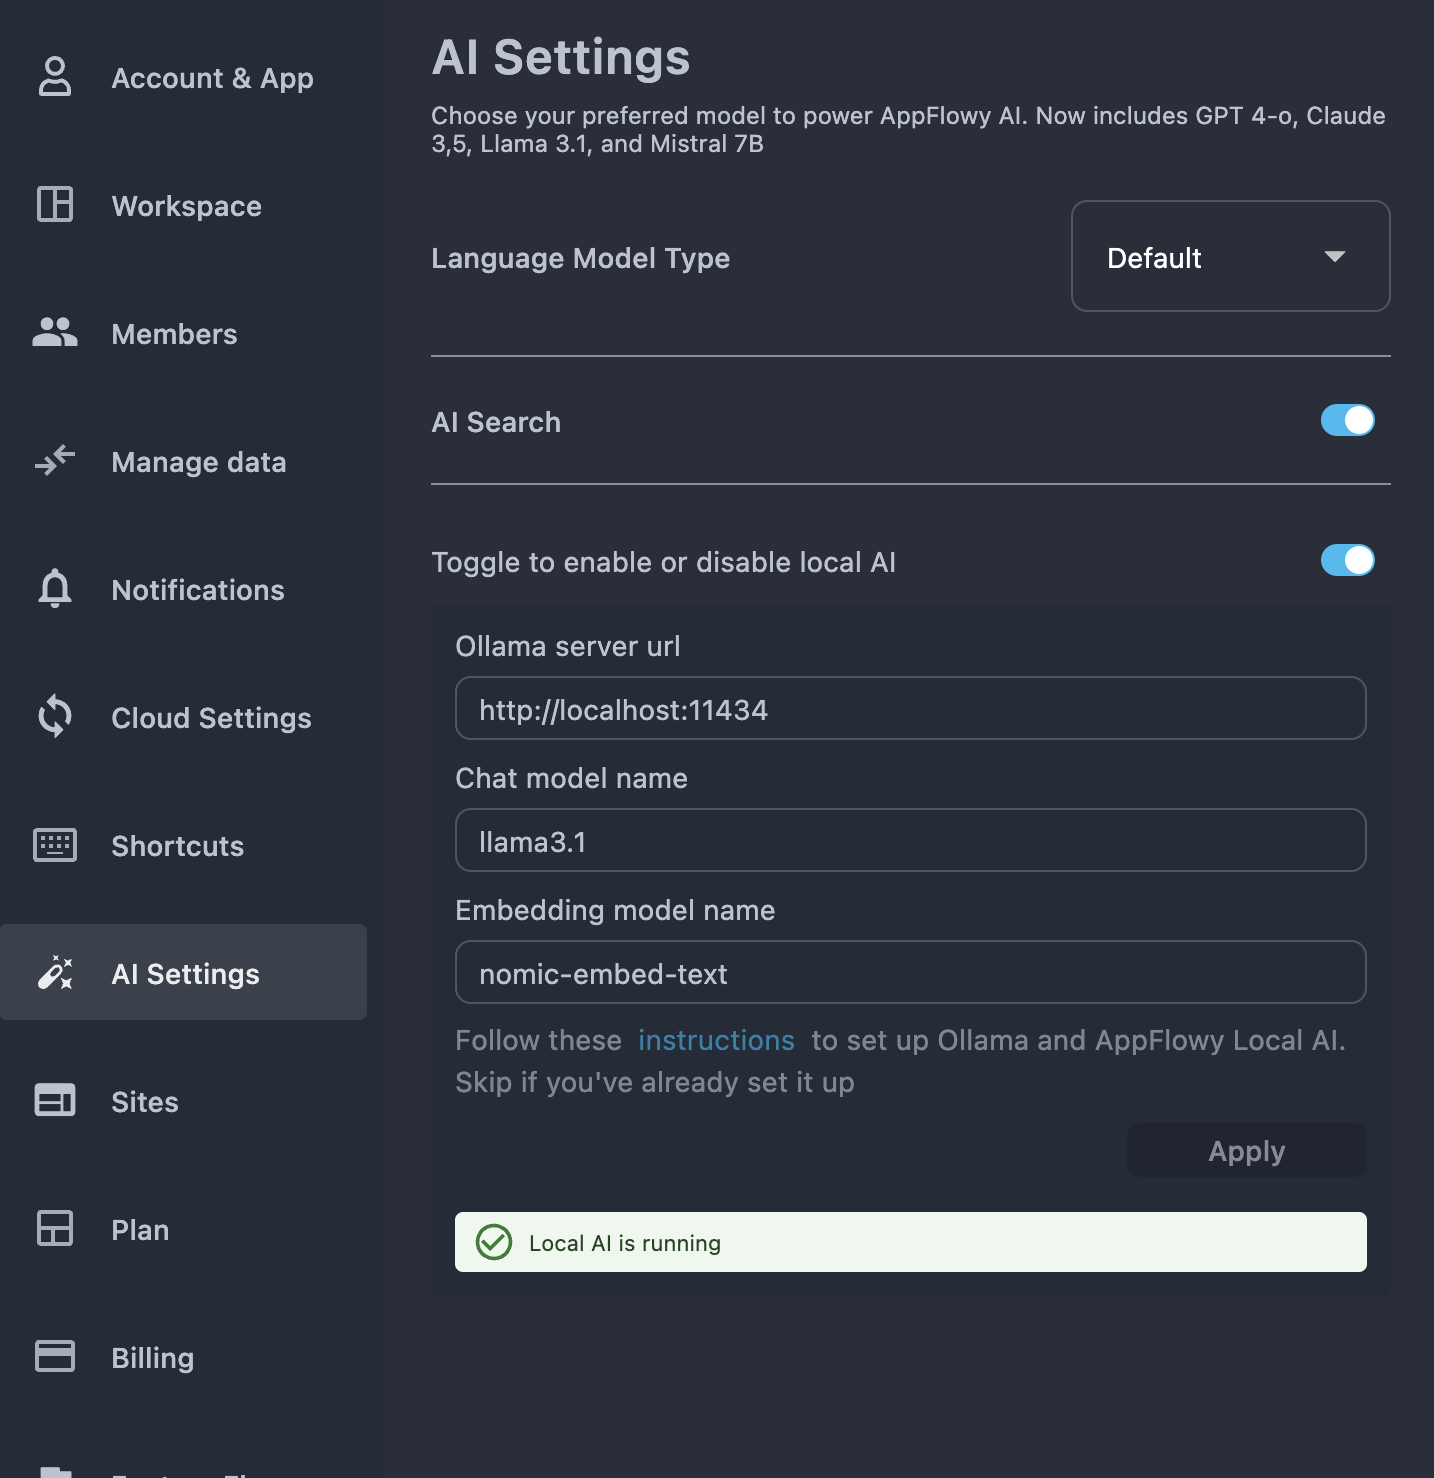 Account & App
Workspace
Members
Manage data
Notifications
Cloud Settings
Shortcuts
AI Settings
Sites
Plan
Billing
AI Settings
Choose your preferred model to power AppFlowy AI. Now includes GPT 4-o, Claude
3,5, Llama 3.1, and Mistral 7B
Language Model Type
Default
AI Search
Toggle to enable or disable local AI
Ollama server url
http://localhost:11434
Chat model name
llama3.1
Embedding model name
nomic-embed-text
Follow these instructions to set up Ollama and AppFlowy Local AI.
Skip if you've already set it up
Apply
Local AI is running